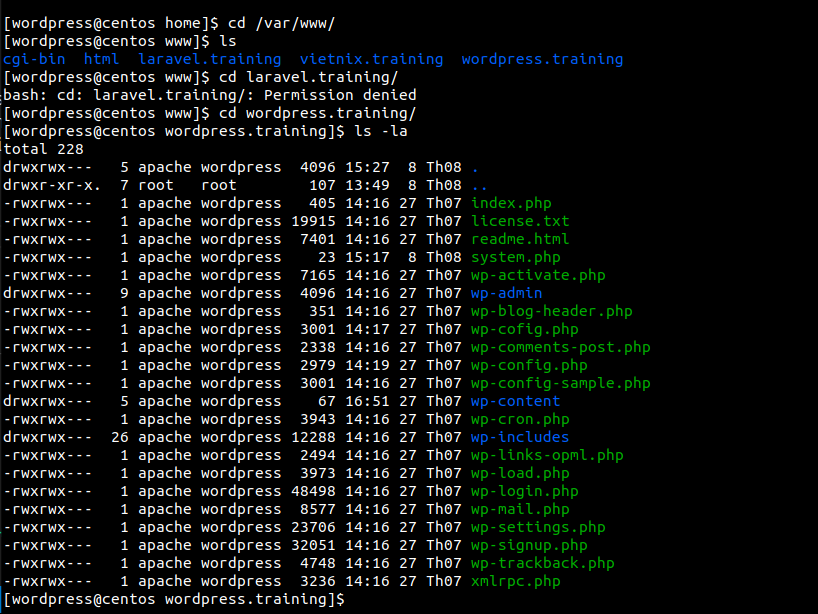 [wordpress@centos home]$ cd /var/www/
[wordpress@centos www]$ ls
cgi-bin  html  laravel.training  vietnix.training  wordpress.training
[wordpress@centos www]$ cd laravel.training/
bash: cd: laravel.training/: Permission denied
[wordpress@centos www]$ cd wordpress.training/
[wordpress@centos wordpress.training]$ ls -la
total 228
drwxrwx---   5 apache wordpress  4096 15:27  8 Th08 .
drwxr-xr-x.  7 root   root        107 13:49  8 Th08 ..
-rwxrwx---   1 apache wordpress   405 14:16 27 Th07 index.php
-rwxrwx---   1 apache wordpress 19915 14:16 27 Th07 license.txt
-rwxrwx---   1 apache wordpress  7401 14:16 27 Th07 readme.html
-rwxrwx---   1 apache wordpress    23 15:17  8 Th08 system.php
-rwxrwx---   1 apache wordpress  7165 14:16 27 Th07 wp-activate.php
drwxrwx---   9 apache wordpress  4096 14:16 27 Th07 wp-admin
-rwxrwx---   1 apache wordpress   351 14:16 27 Th07 wp-blog-header.php
-rwxrwx---   1 apache wordpress  3001 14:17 27 Th07 wp-cofig.php
-rwxrwx---   1 apache wordpress  2338 14:16 27 Th07 wp-comments-post.php
-rwxrwx---   1 apache wordpress  2979 14:19 27 Th07 wp-config.php
-rwxrwx---   1 apache wordpress  3001 14:16 27 Th07 wp-config-sample.php
drwxrwx---   5 apache wordpress    67 16:51 27 Th07 wp-content
-rwxrwx---   1 apache wordpress  3943 14:16 27 Th07 wp-cron.php
drwxrwx---  26 apache wordpress 12288 14:16 27 Th07 wp-includes
-rwxrwx---   1 apache wordpress  2494 14:16 27 Th07 wp-links-opml.php
-rwxrwx---   1 apache wordpress  3973 14:16 27 Th07 wp-load.php
-rwxrwx---   1 apache wordpress 48498 14:16 27 Th07 wp-login.php
-rwxrwx---   1 apache wordpress  8577 14:16 27 Th07 wp-mail.php
-rwxrwx---   1 apache wordpress 23706 14:16 27 Th07 wp-settings.php
-rwxrwx---   1 apache wordpress 32051 14:16 27 Th07 wp-signup.php
-rwxrwx---   1 apache wordpress  4748 14:16 27 Th07 wp-trackback.php
-rwxrwx---   1 apache wordpress  3236 14:16 27 Th07 xmlrpc.php
[wordpress@centos wordpress.training]$